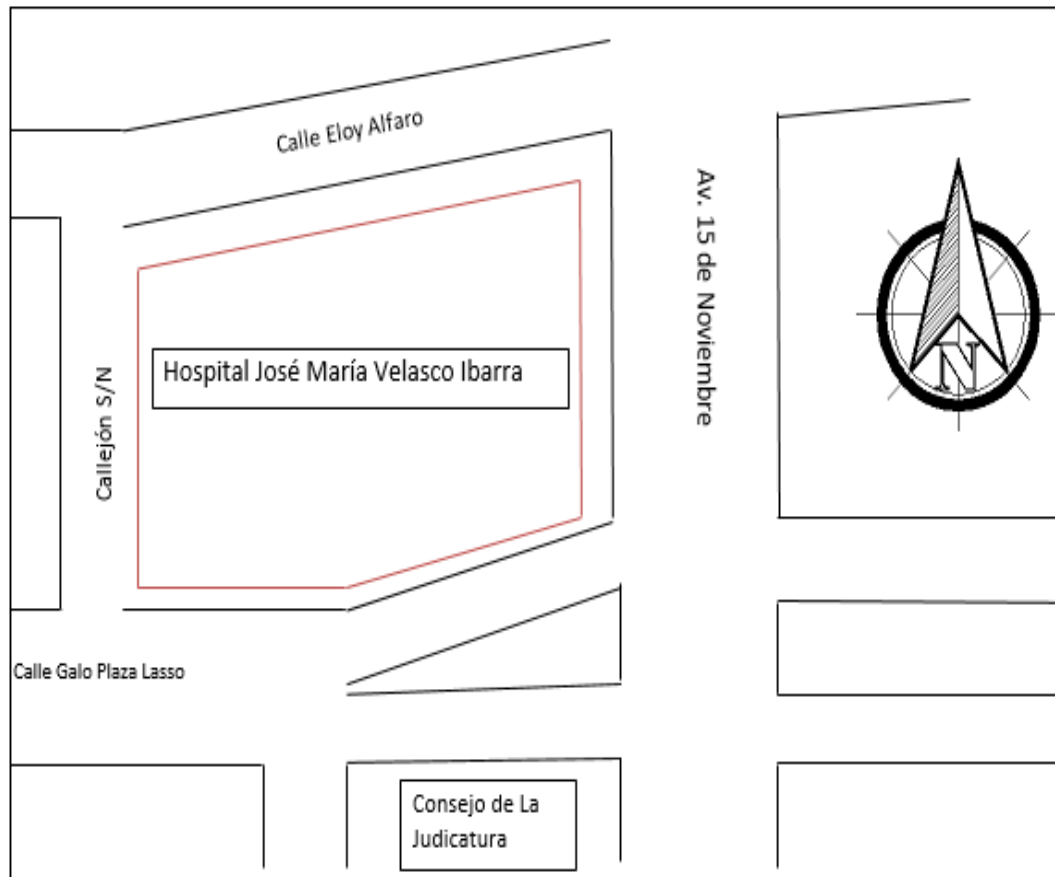 Calle Eloy Alfaro
Av. 15 de Noviembre
Hospital José María Velasco Ibarra
N
Callejón S/N
Calle Galo Plaza Lasso
Consejo de La
Judicatura